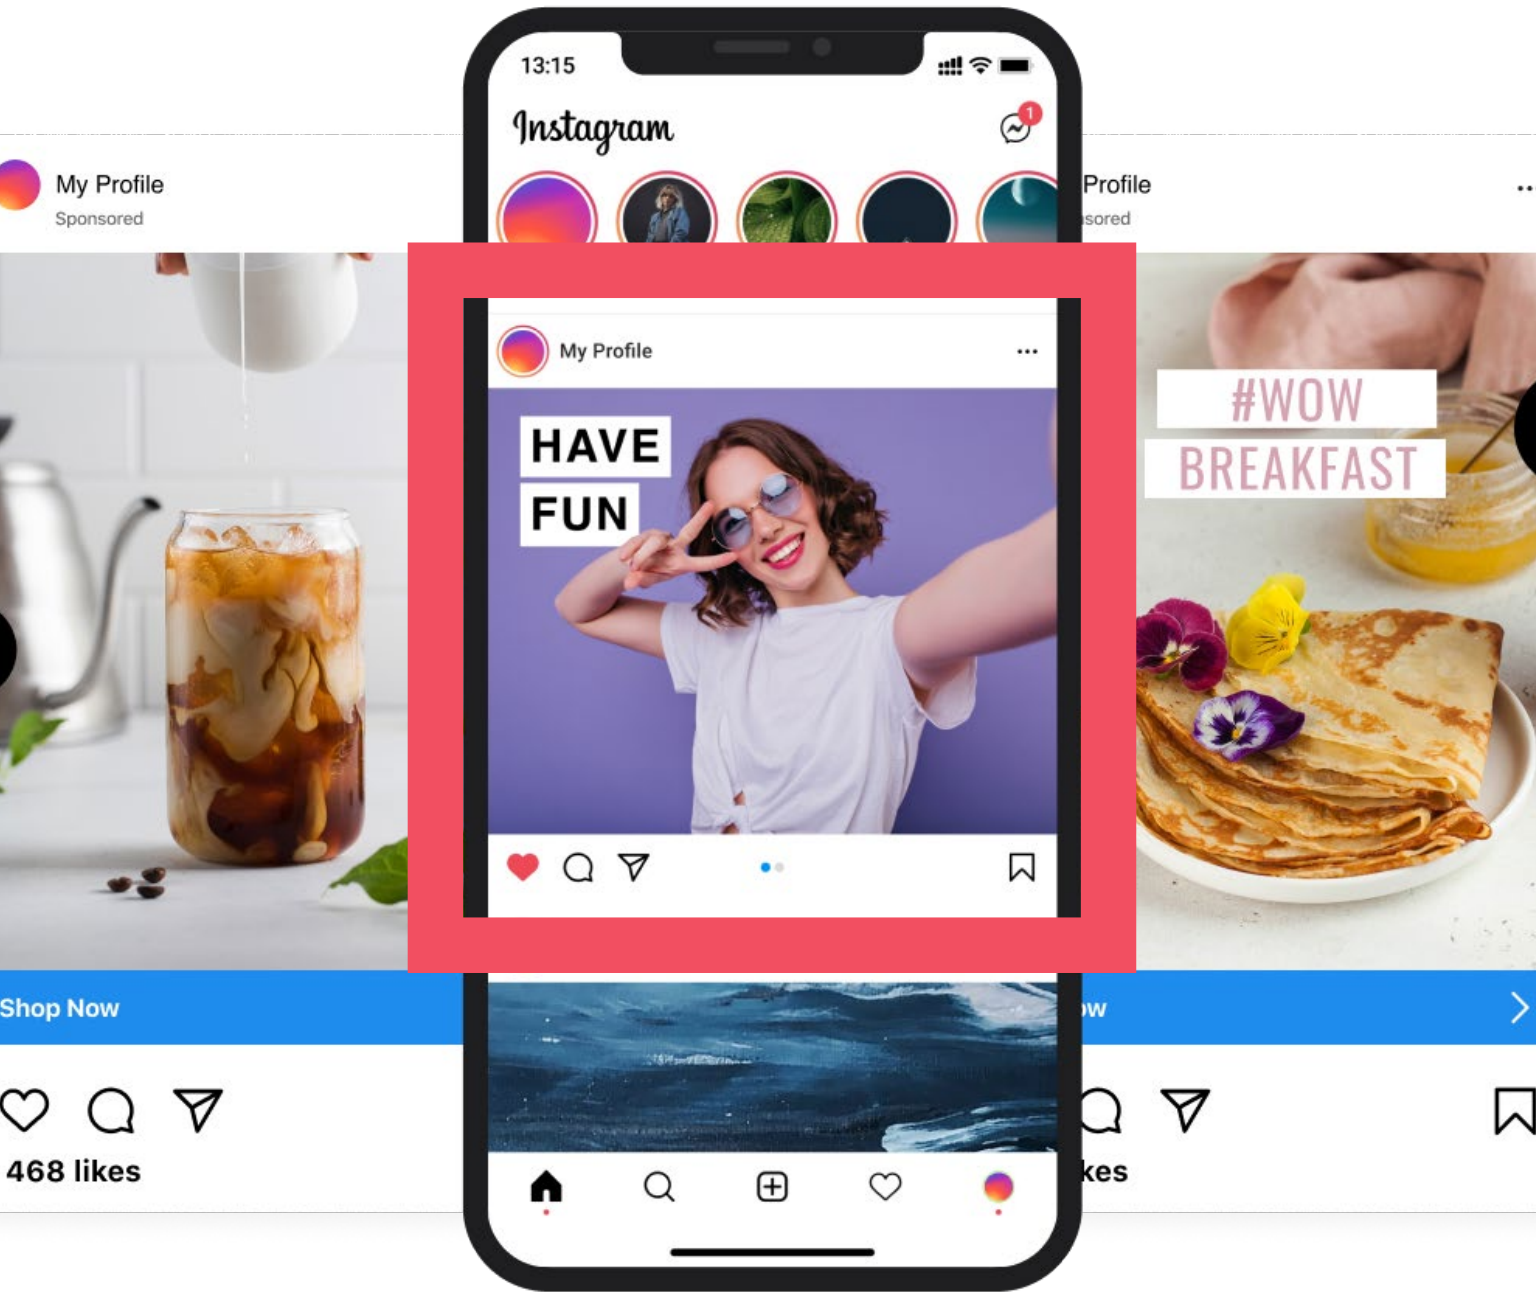 13:15
Instagram
1
My Profile
Sponsored
Profile
sored
My Profile
HAVE
FUN
#WOW
BREAKFAST
Shop Now
ow
468 likes
kes